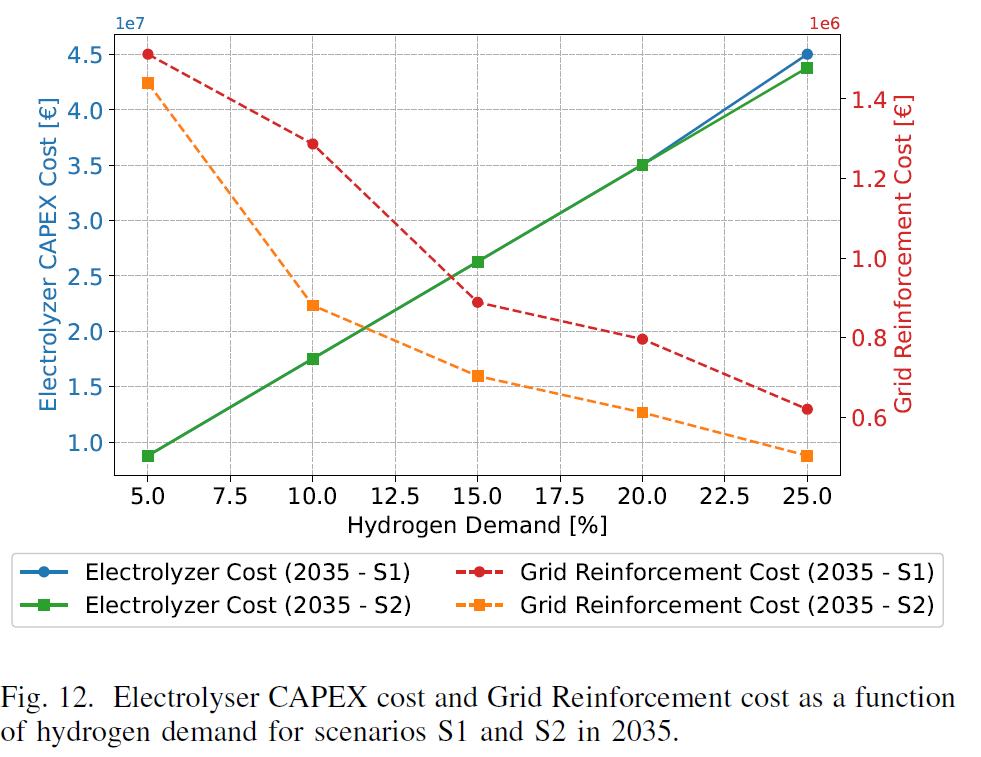 1e7
1e6
4.5
4.0
3.5
3.0
2.5
2.0
1.5
1.0
Electrolyzer CAPEX Cost [€]
1.4
1.2
1.0
0.8
0.6
Grid Reinforcement Cost [€]
5.0 7.5 10.0 12.5 15.0 17.5 20.0 22.5 25.0
Hydrogen Demand [%]
Electrolyzer Cost (2035 - S1)
Electrolyzer Cost (2035 - S2)
Grid Reinforcement Cost (2035 - S1)
Grid Reinforcement Cost (2035 - S2)
Fig. 12. Electrolyser CAPEX cost and Grid Reinforcement cost as a function
of hydrogen demand for scenarios S1 and S2 in 2035.